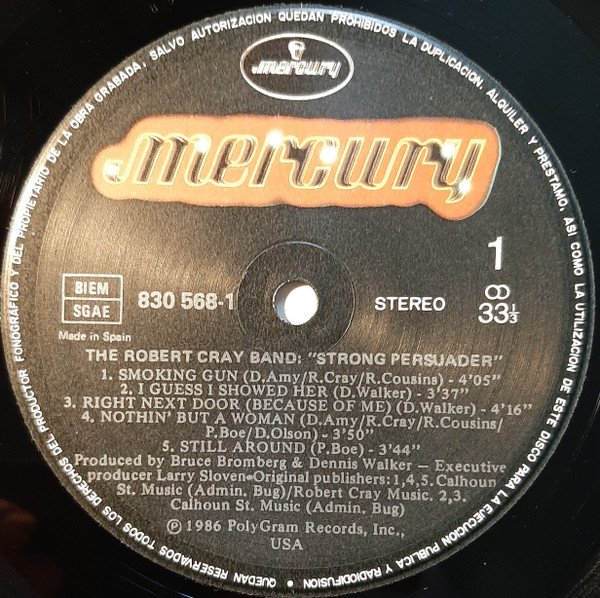 QUEDAN RESERVADOS TODOS LOS DERECHOS DEL PRODUCTOR FONOGRAFICO Y DEL PROPIETARIO DE LA OBRA GRABADA. SALVO AUTORIZACION QUEDAN PROHIBIDOS LA DUPLICACION, ALQUILER Y PRESTAMO, ASI COMO LA UTILIZACION DE ESTE DISCO PARA LA EJECUCION PUBLICA Y RADIODIFUSION •
mercury
mercury
1
BIEM
SGAE
830 568-1
STEREO
33⅓
Made in Spain
THE ROBERT CRAY BAND: "STRONG PERSUADER"
1. SMOKING GUN (D.Amy/R.Cray/R.Cousins) - 4'05"
2. I GUESS I SHOWED HER (D.Walker) - 3'37"
3. RIGHT NEXT DOOR (BECAUSE OF ME) (D.Walker) - 4'16"
4. NOTHIN' BUT A WOMAN (D.Amy/R.Cray/R.Cousins/
P.Boe/D.Olson) - 3'50"
5. STILL AROUND (P.Boe) - 3'44"
Produced by Bruce Bromberg & Dennis Walker — Executive
producer Larry Sloven-Original publishers: 1,4,5. Calhoun
St. Music (Admin. Bug)/Robert Cray Music. 2,3.
Calhoun St. Music (Admin. Bug)
Ⓟ 1986 PolyGram Records, Inc.,
USA